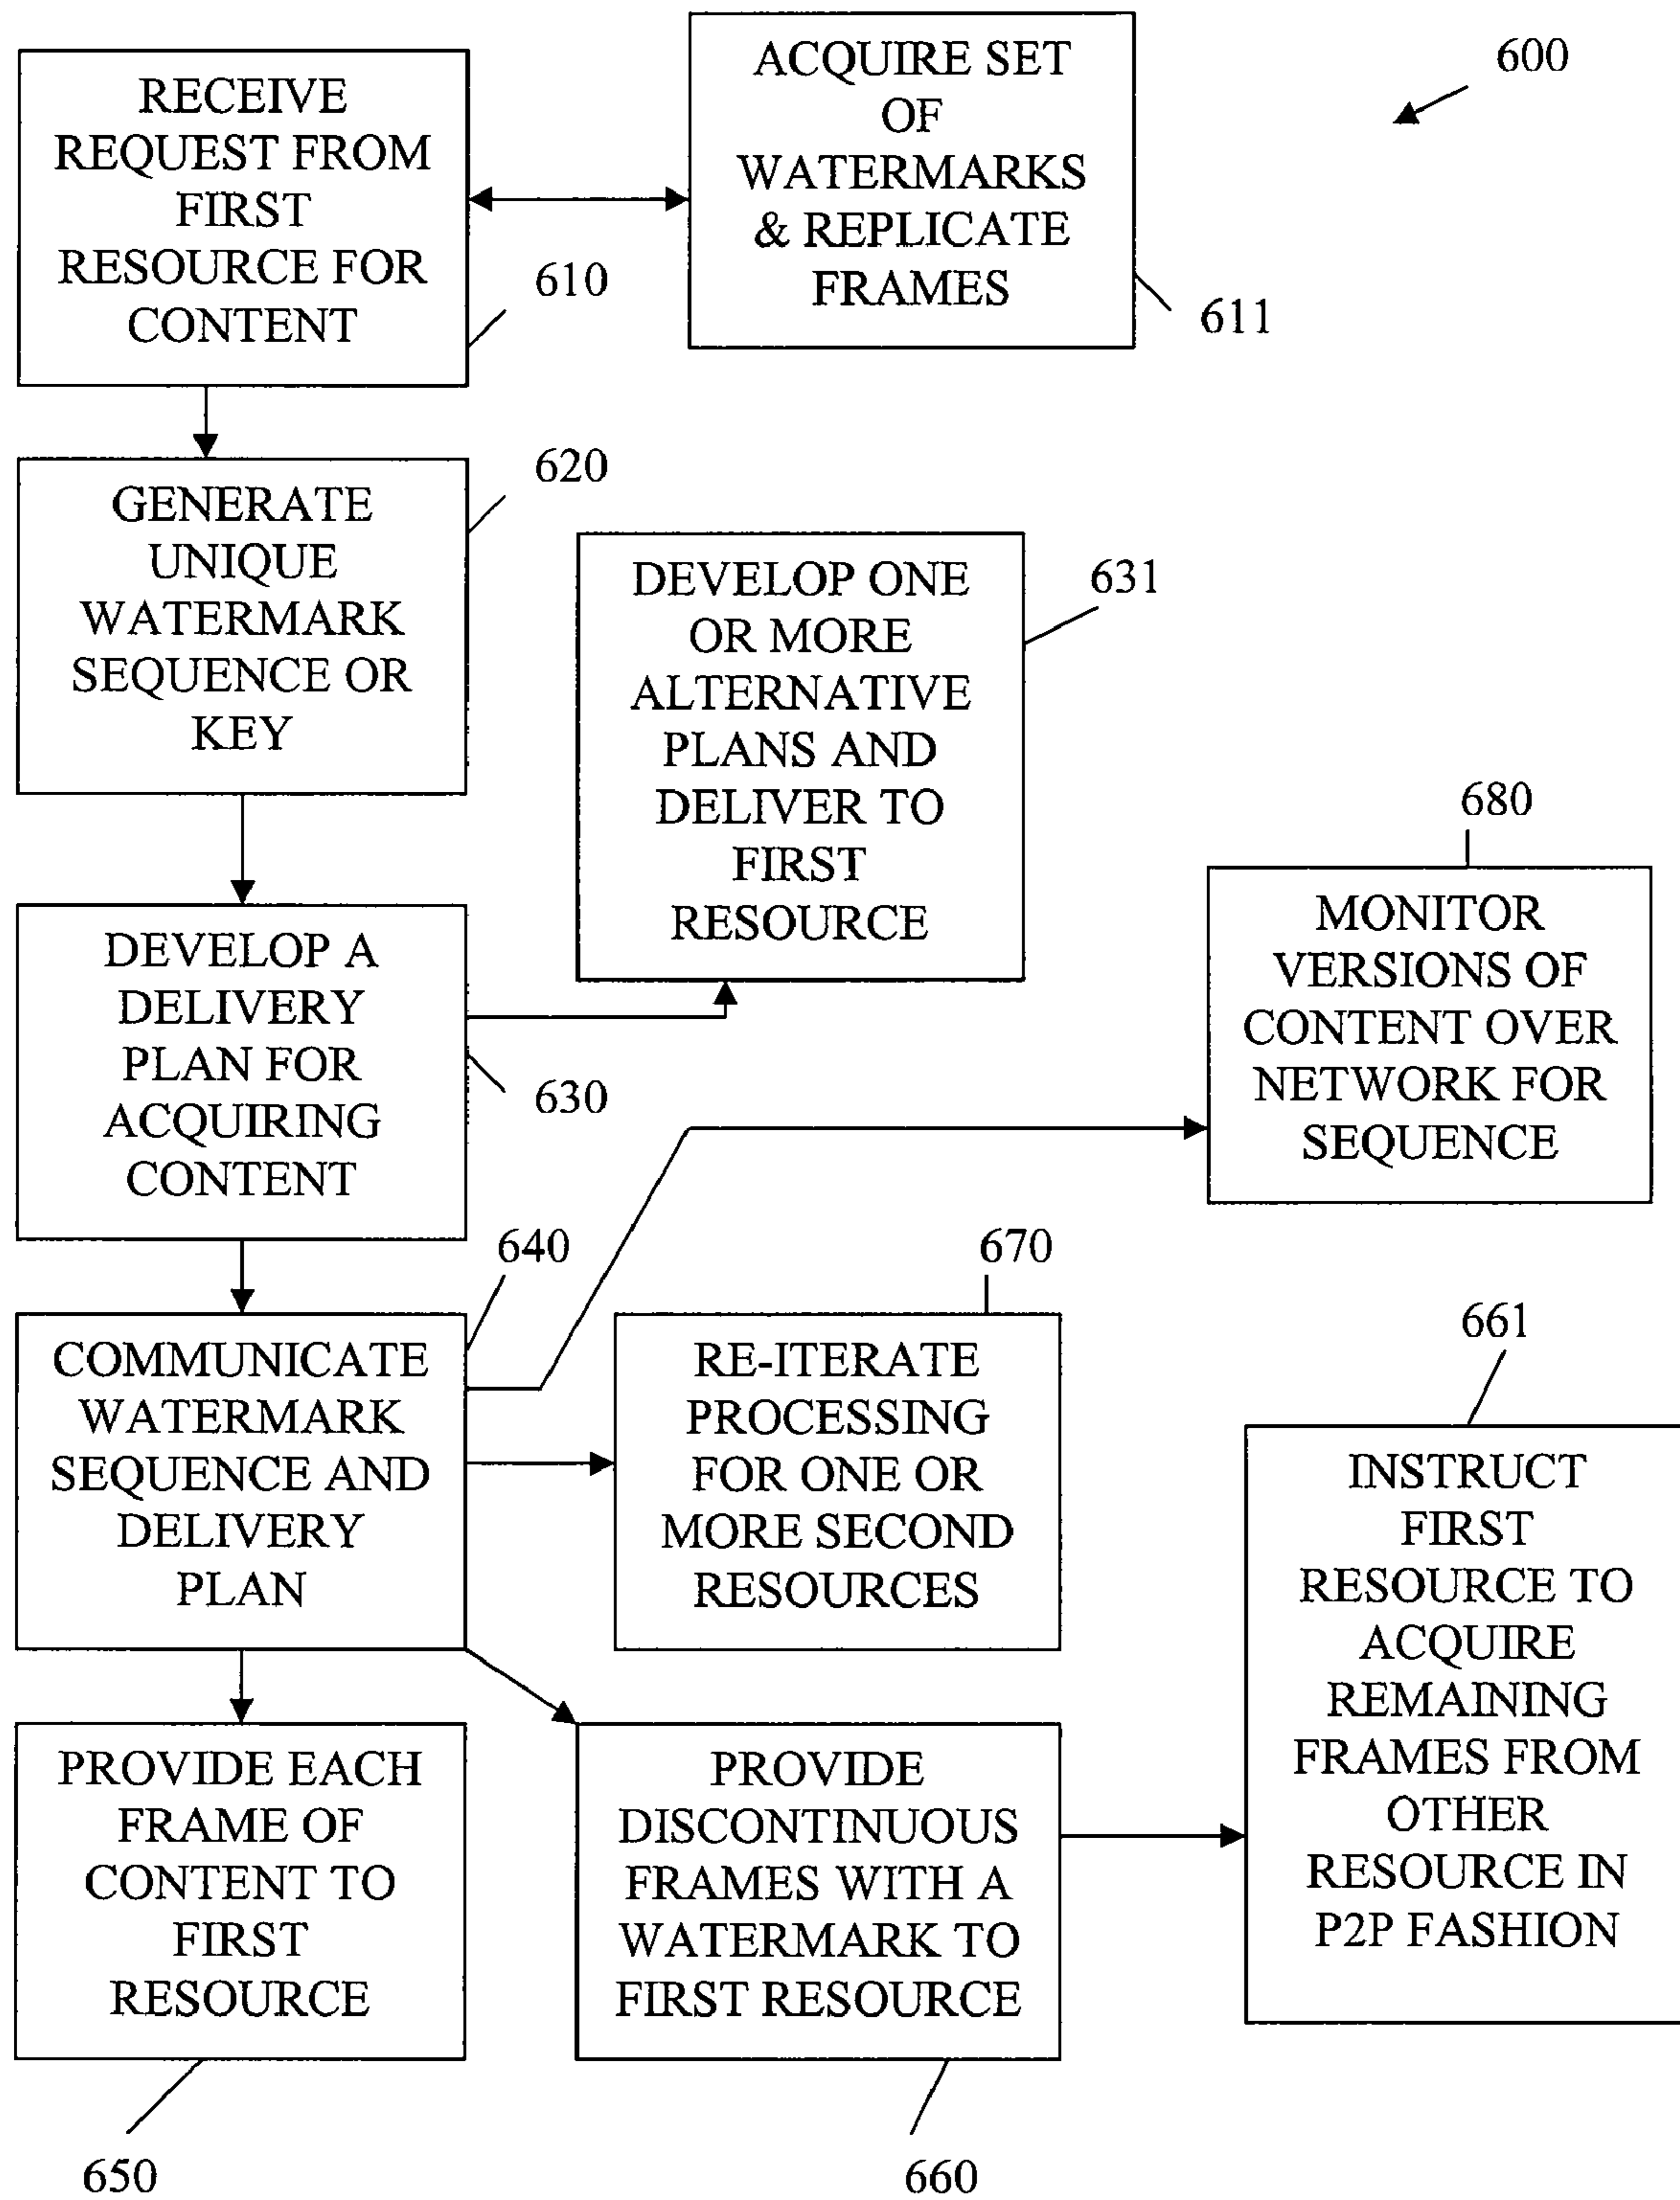 RECEIVE
REQUEST FROM
FIRST
RESOURCE FOR
CONTENT
610
ACQUIRE SET
OF
WATERMARKS
& REPLICATE
FRAMES
611
600
GENERATE
UNIQUE
WATERMARK
SEQUENCE OR
KEY
620
DEVELOP ONE
OR MORE
ALTERNATIVE
PLANS AND
DELIVER TO
FIRST
RESOURCE
631
DEVELOP A
DELIVERY
PLAN FOR
ACQUIRING
CONTENT
630
680
MONITOR
VERSIONS OF
CONTENT OVER
NETWORK FOR
SEQUENCE
640
COMMUNICATE
WATERMARK
SEQUENCE AND
DELIVERY
PLAN
670
RE-ITERATE
PROCESSING
FOR ONE OR
MORE SECOND
RESOURCES
661
INSTRUCT
FIRST
RESOURCE TO
ACQUIRE
REMAINING
FRAMES FROM
OTHER
RESOURCE IN
P2P FASHION
PROVIDE EACH
FRAME OF
CONTENT TO
FIRST
RESOURCE
650
PROVIDE
DISCONTINUOUS
FRAMES WITH A
WATERMARK TO
FIRST RESOURCE
660